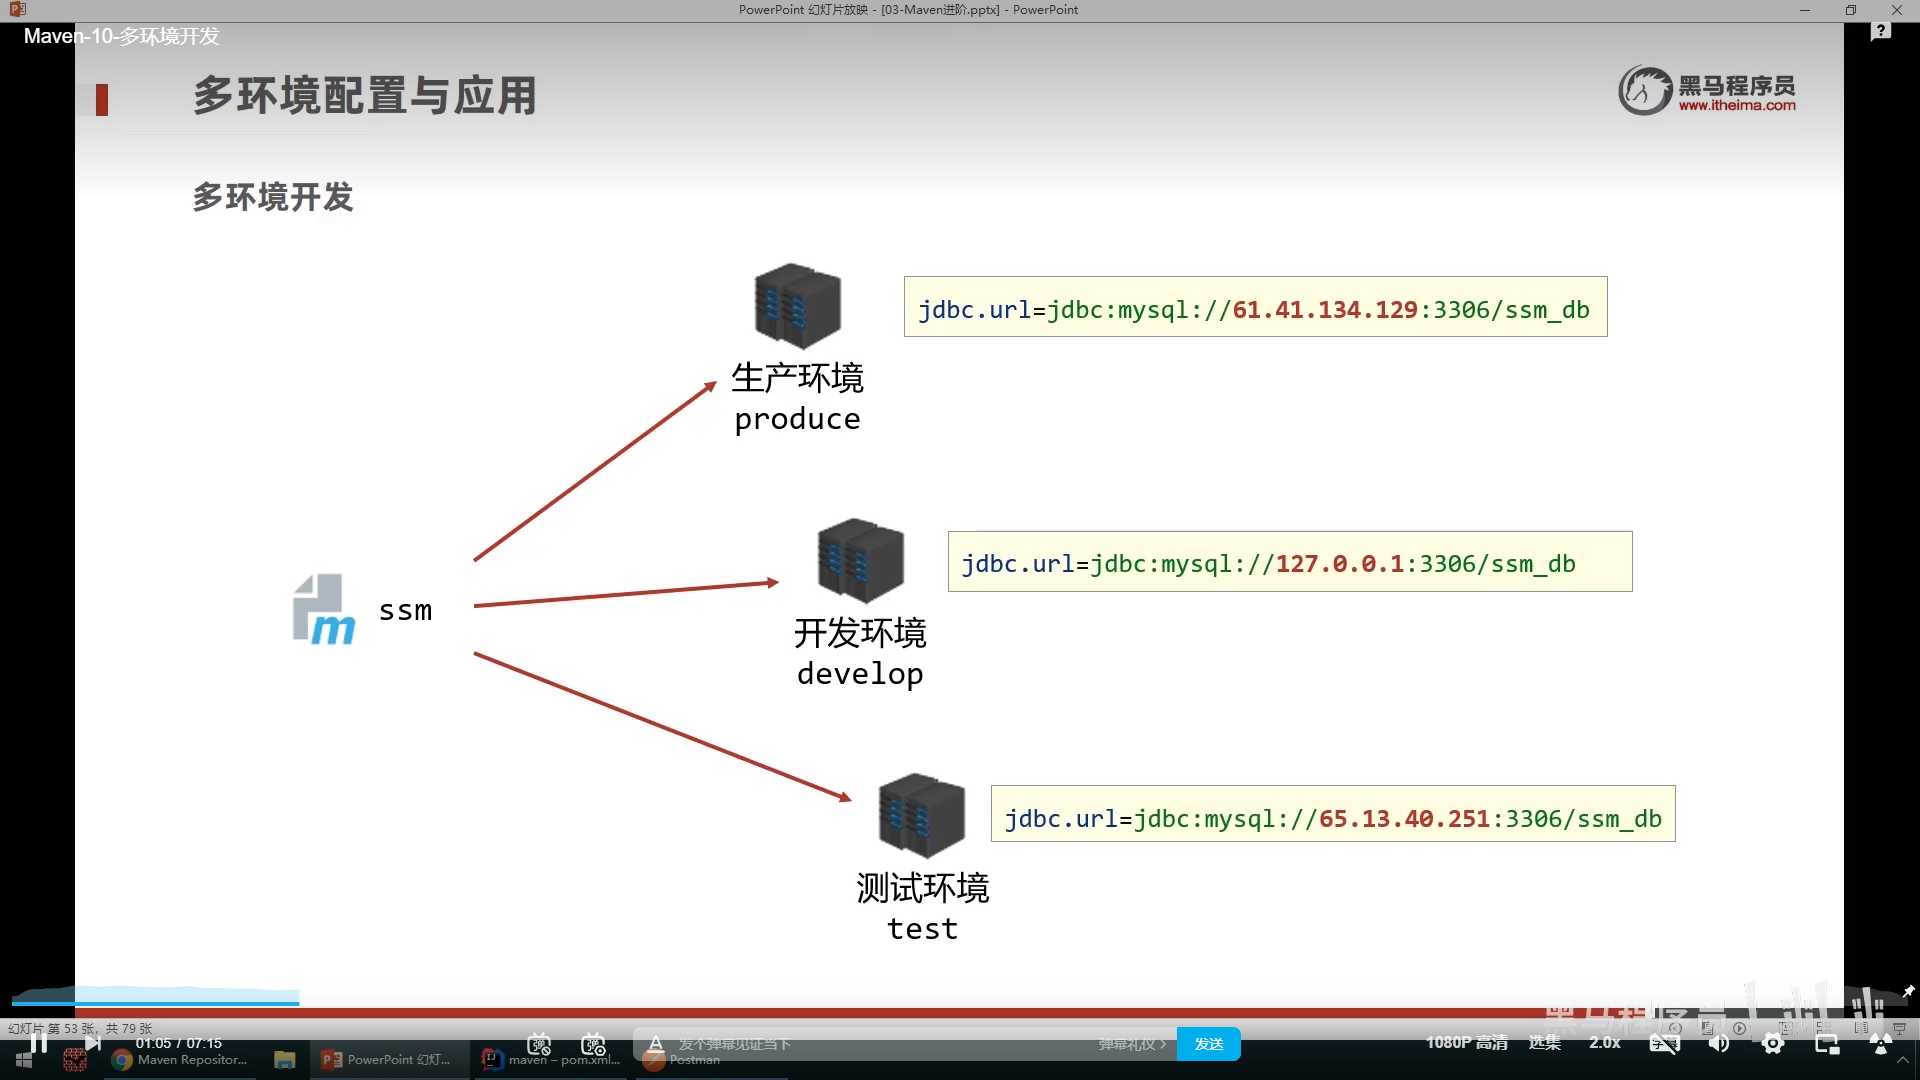 PowerPoint 幻灯片放映 - [03-Maven进阶.pptx] - PowerPoint
Maven-10-多环境开发
多环境配置与应用
黑马程序员
www.itheima.com
多环境开发
jdbc.url=jdbc:mysql://61.41.134.129:3306/ssm_db
生产环境
produce
jdbc.url=jdbc:mysql://127.0.0.1:3306/ssm_db
ssm
开发环境
develop
jdbc.url=jdbc:mysql://65.13.40.251:3306/ssm_db
测试环境
test
幻灯片 第 53 张，共 79 张
01:05 / 07:15
发个弹幕见证当下
弹幕礼仪 >
发送
1080P 高清
选集
2.0x
Maven Repositor...
PowerPoint 幻灯...
maven – pom.xml...
Postman